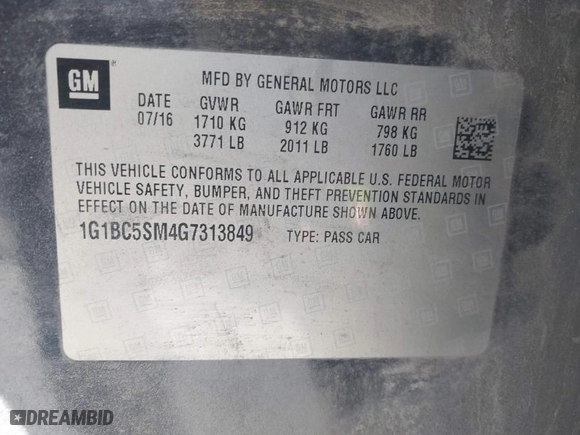 GM
MFD BY GENERAL MOTORS LLC
DATE GVWR GAWR FRT GAWR RR
07/16 1710 KG 912 KG 798 KG
3771 LB 2011 LB 1760 LB
THIS VEHICLE CONFORMS TO ALL APPLICABLE U.S. FEDERAL MOTOR
VEHICLE SAFETY, BUMPER, AND THEFT PREVENTION STANDARDS IN
EFFECT ON THE DATE OF MANUFACTURE SHOWN ABOVE.
1G1BC5SM4G7313849 TYPE: PASS CAR
DREAMBID